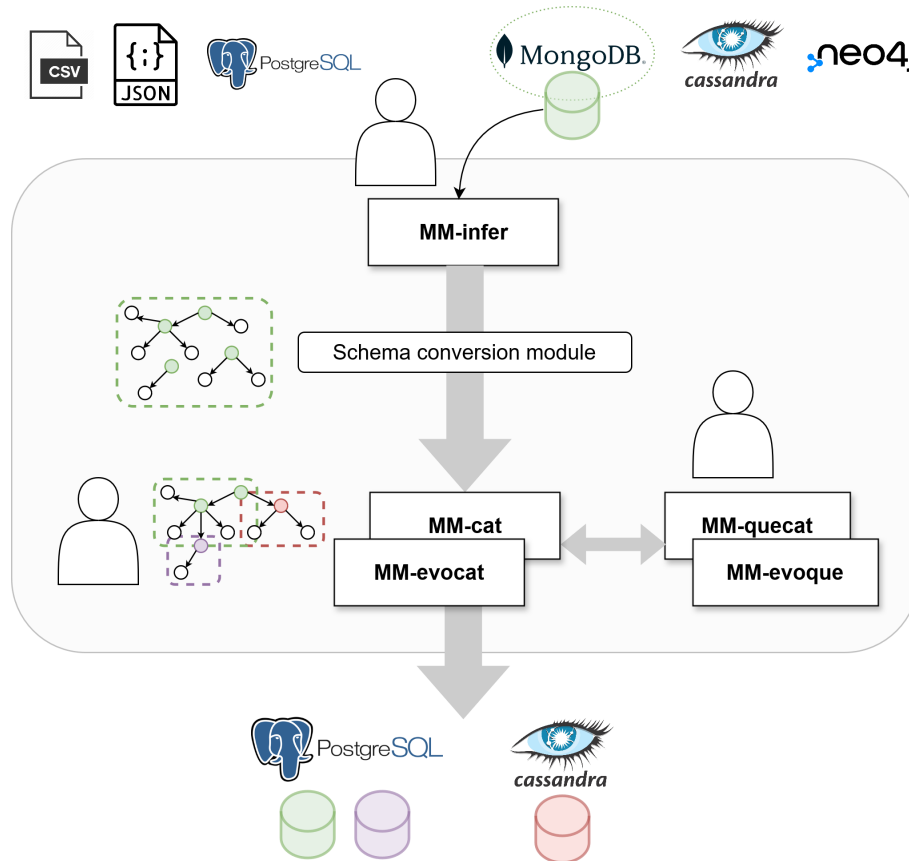 CSV
{;}
JSON
PostgreSQL
MongoDB®
cassandra
neo4j
MM-infer
Schema conversion module
MM-cat
MM-quecat
MM-evocat
MM-evoque
PostgreSQL
cassandra